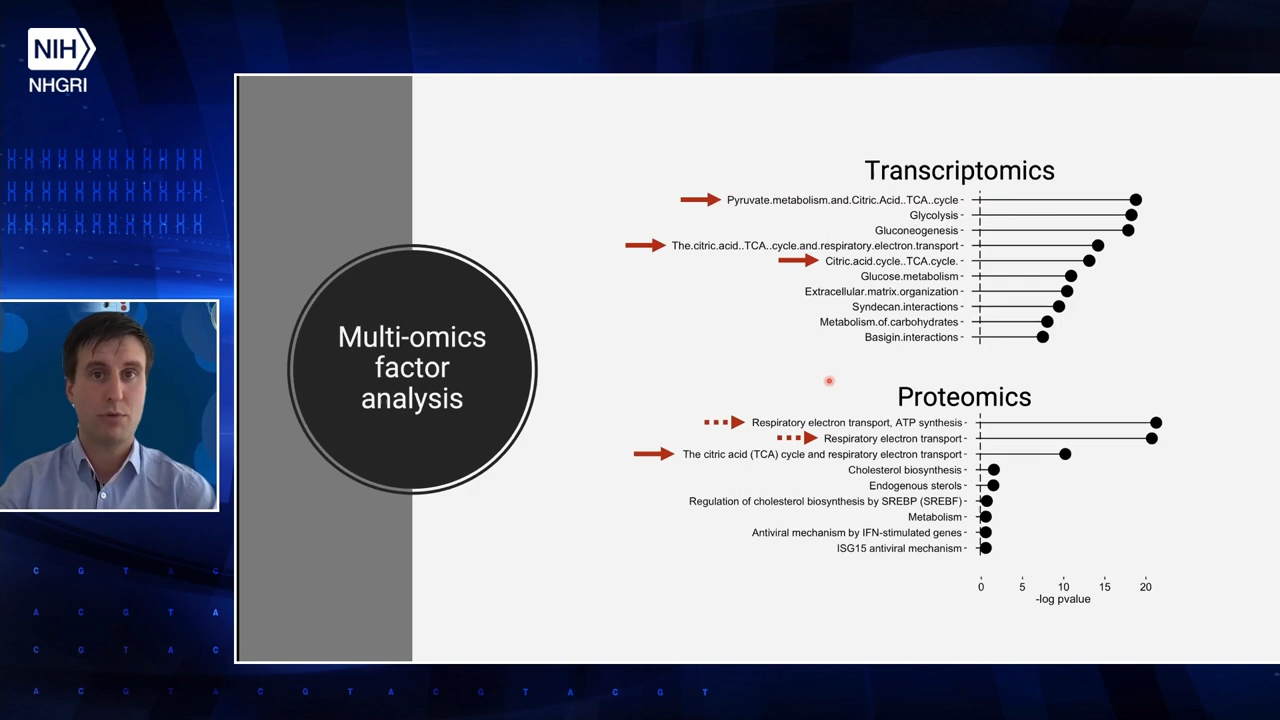 NIH
NHGRI
Multi-omics
factor
analysis
Transcriptomics
Pyruvate.metabolism.and.Citric.Acid..TCA..cycle
Glycolysis
Gluconeogenesis
The.citric.acid..TCA..cycle.and.respiratory.electron.transport
Citric.acid.cycle..TCA.cycle.
Glucose.metabolism
Extracellular.matrix.organization
Syndecan.interactions
Metabolism.of.carbohydrates
Basigin.interactions
Proteomics
Respiratory electron transport, ATP synthesis
Respiratory electron transport
The citric acid (TCA) cycle and respiratory electron transport
Cholesterol biosynthesis
Endogenous sterols
Regulation of cholesterol biosynthesis by SREBP (SREBF)
Metabolism
Antiviral mechanism by IFN-stimulated genes
ISG15 antiviral mechanism
0 5 10 15 20
-log pvalue
C G T A C
A C G T A
C G T A C
A C G T A C G T A C G T A C G T